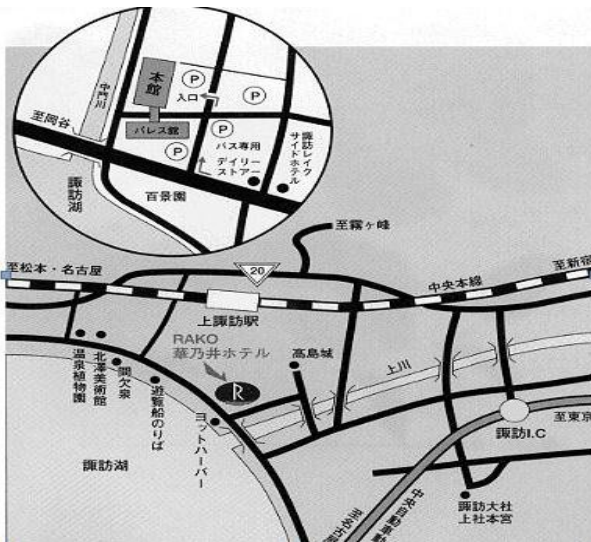 中門川
至岡谷
本館
P
入口
P
パレス館
P
P
バス専用
デイリー
ストアー
諏訪レイク
サイドホテル
諏訪湖
百景園
至霧ヶ峰
至松本・名古屋
20
中央本線
至新宿
上諏訪駅
RAKO
華乃井ホテル
R
高島城
上川
温泉植物園
北澤美術館
間欠泉
遊覧船のりば
ヨットハーバー
諏訪湖
諏訪I.C
至東京
中央自動車動
至名古屋
諏訪大社
上社本宮